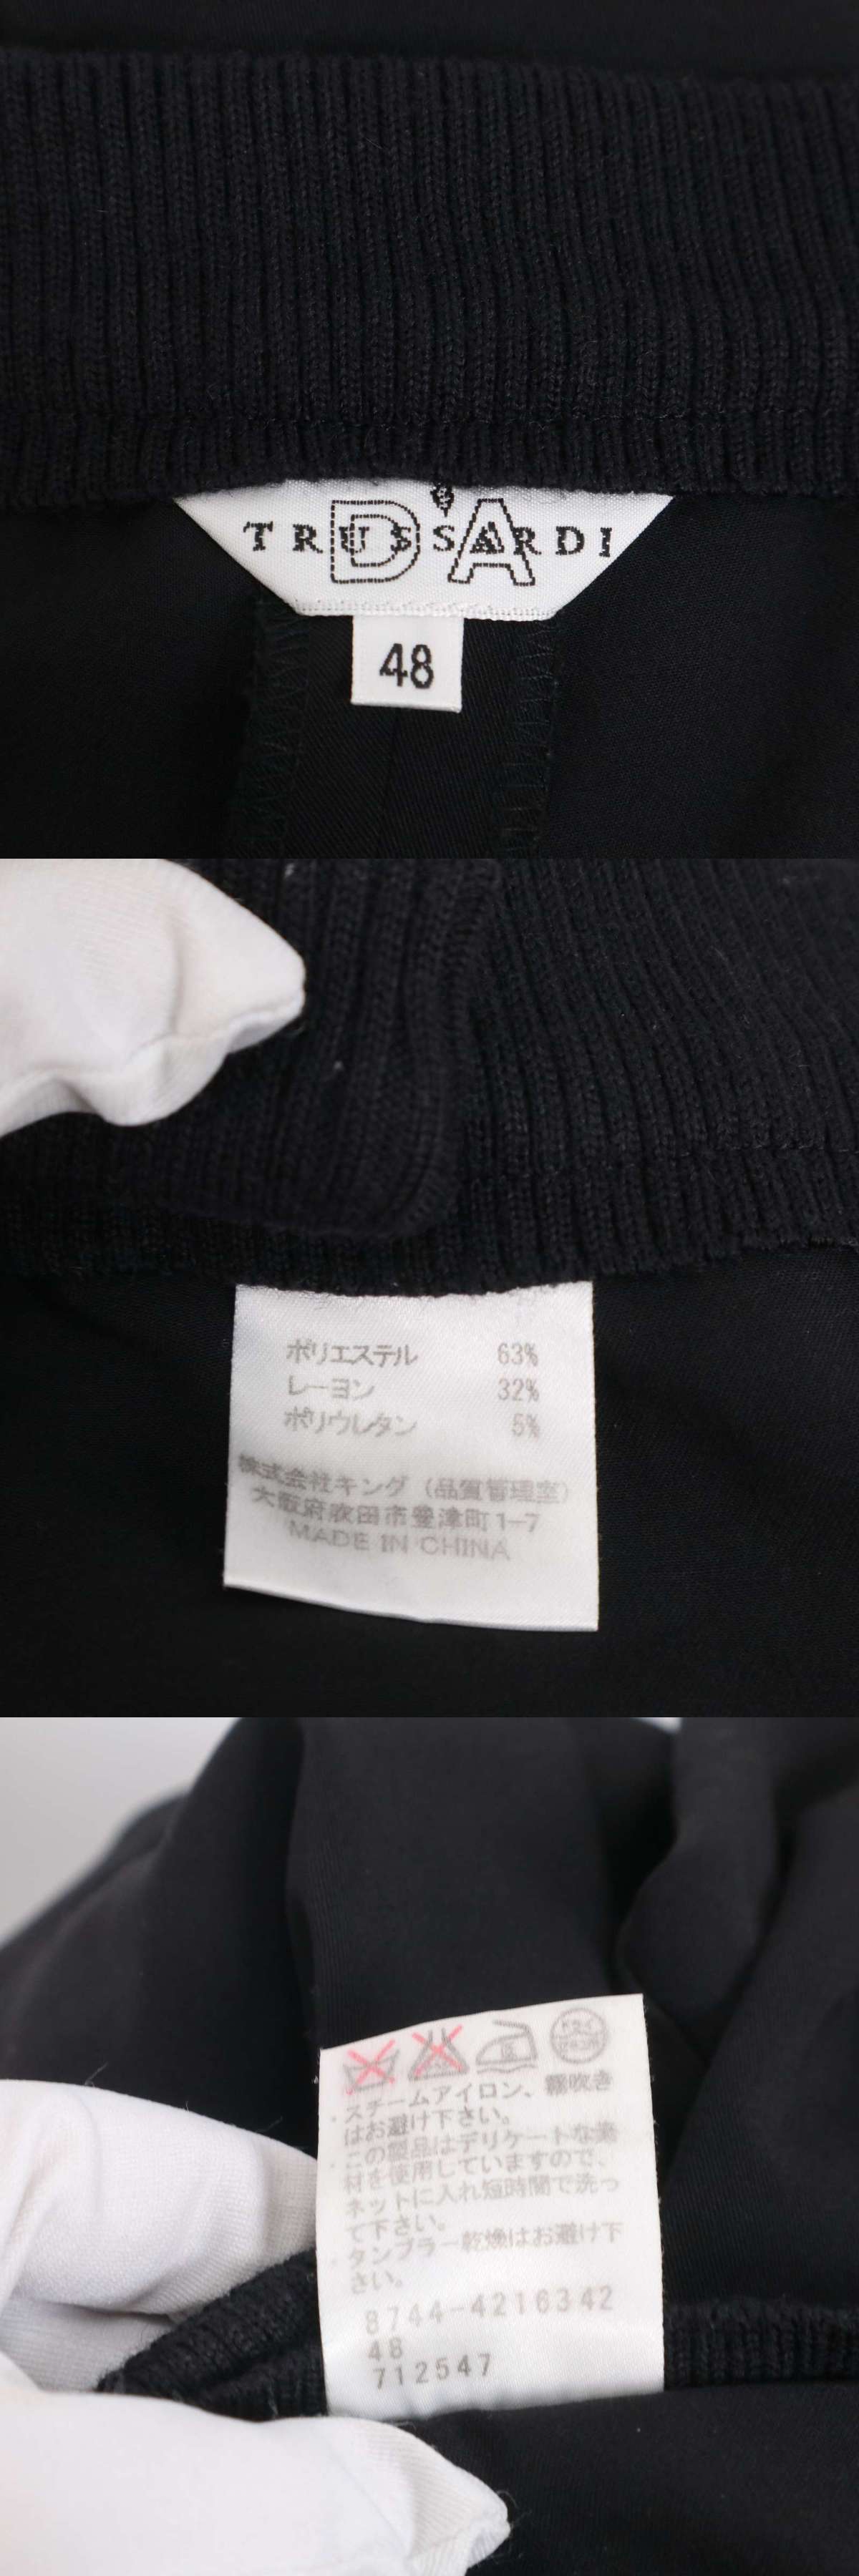 TRUSSARDI
DA
48
ポリエステル 63%
レーヨン 32%
ポリウレタン 5%
株式会社キング（品質管理室）
大阪府吹田市豊津町1-7
MADE IN CHINA
ドライ
・スチームアイロン、霧吹き
はお避け下さい。
・この製品はデリケートな素
材を使用していますので、
ネットに入れ短時間で洗っ
て下さい。
・タンブラー乾燥はお避け下
さい。
8744-4216342
48
712547